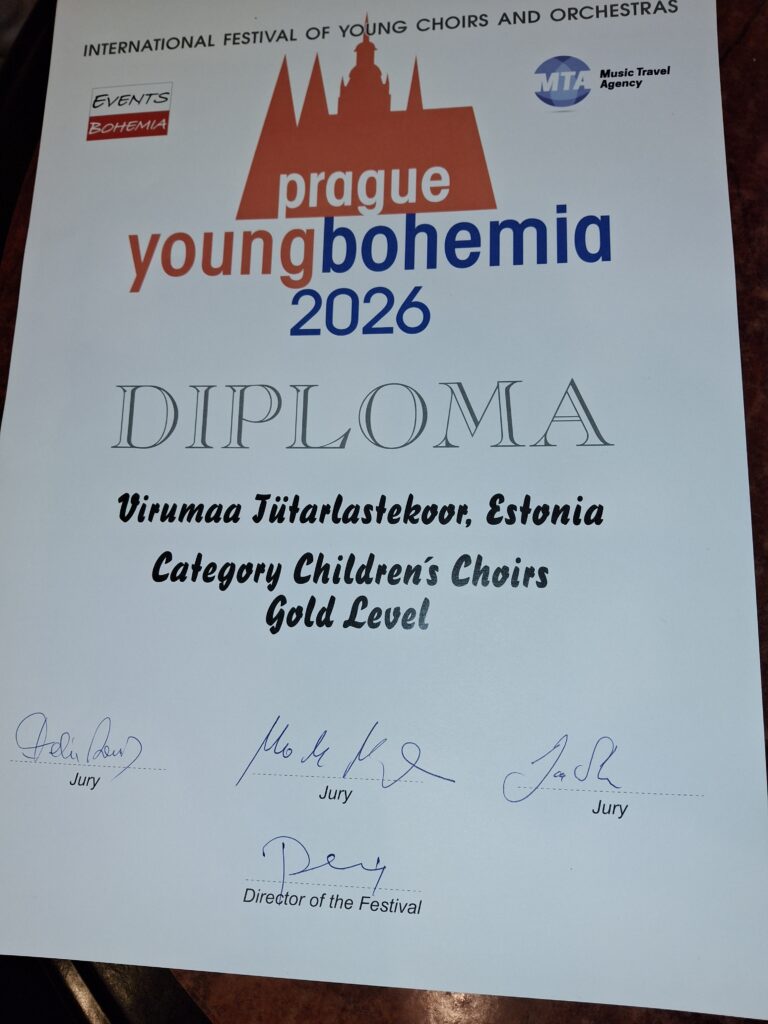 INTERNATIONAL FESTIVAL OF YOUNG CHOIRS AND ORCHESTRAS
EVENTS
BOHEMIA
MTA Music Travel
Agency
prague
youngbohemia
2026
DIPLOMA
Virumaa Tütarlastekoor, Estonia
Category Children´s Choirs
Gold Level
Jury
Jury
Jury
Director of the Festival